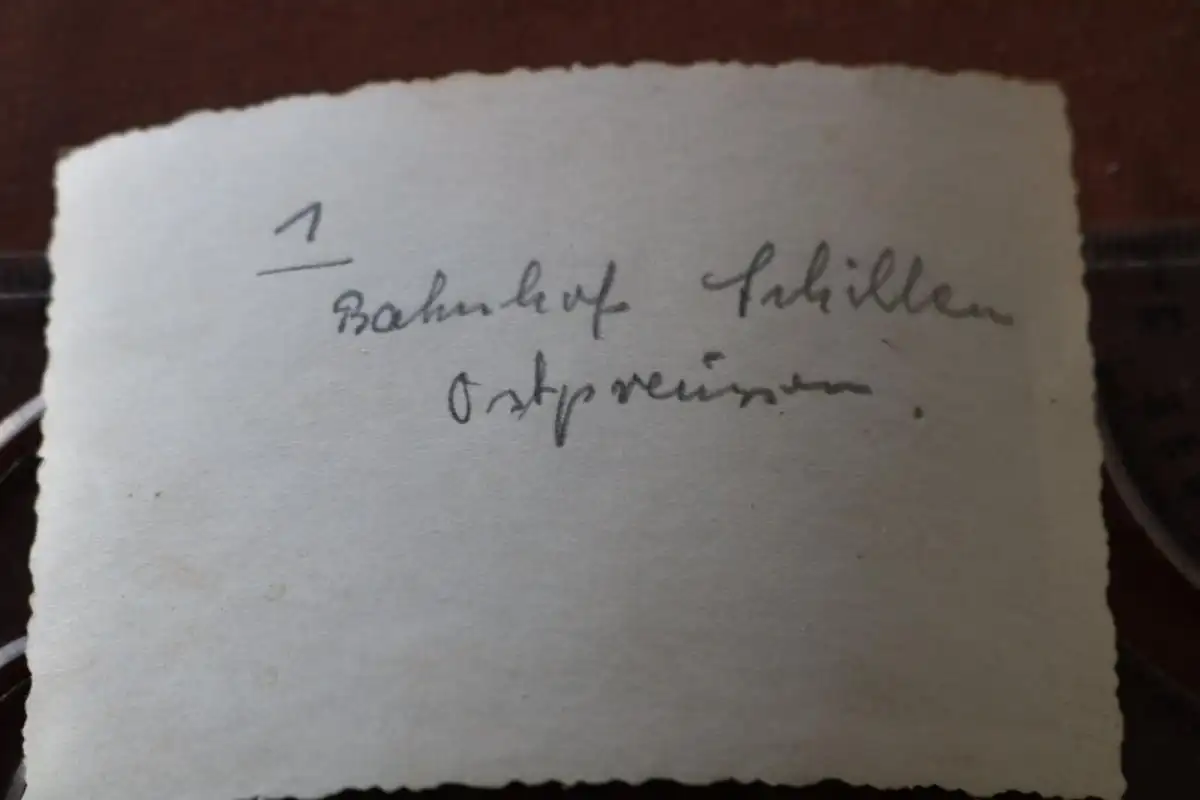 1
Bahnhof Schillen
Ostpreussen.